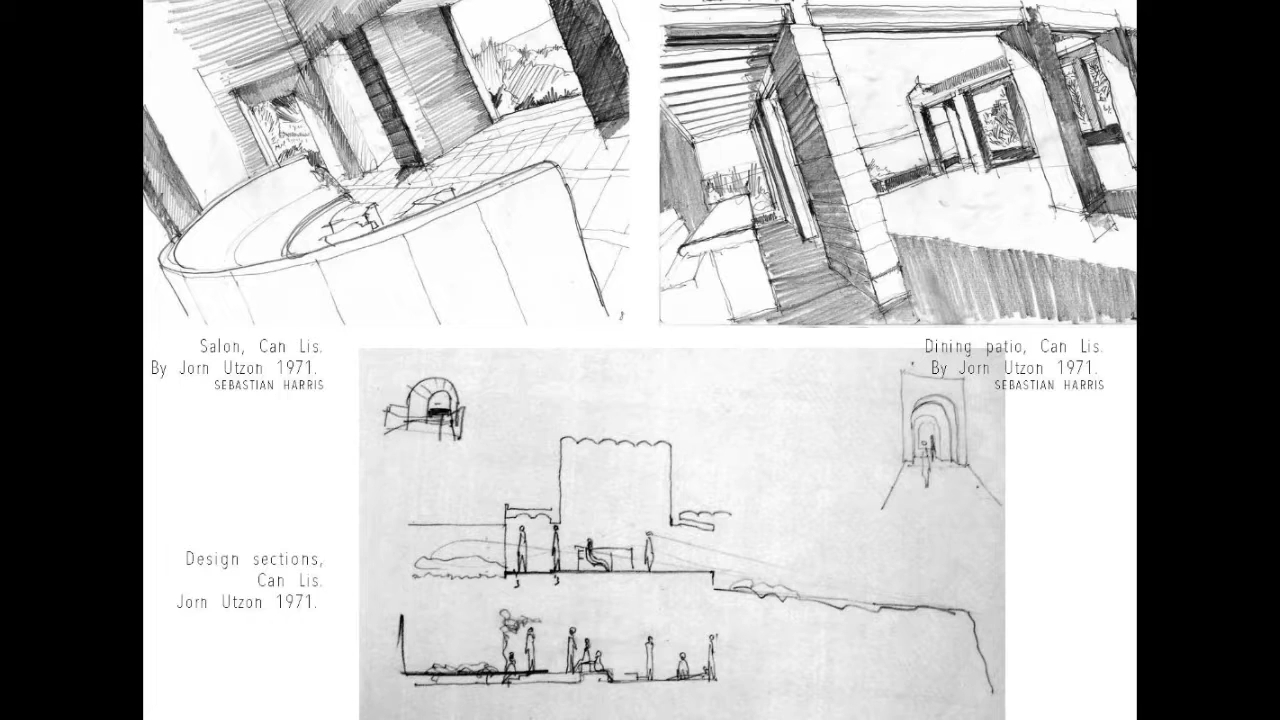 Salon, Can Lis.
By Jorn Utzon 1971.
SEBASTIAN HARRIS
Dining patio, Can Lis.
By Jorn Utzon 1971.
SEBASTIAN HARRIS
Design sections,
Can Lis.
Jorn Utzon 1971.